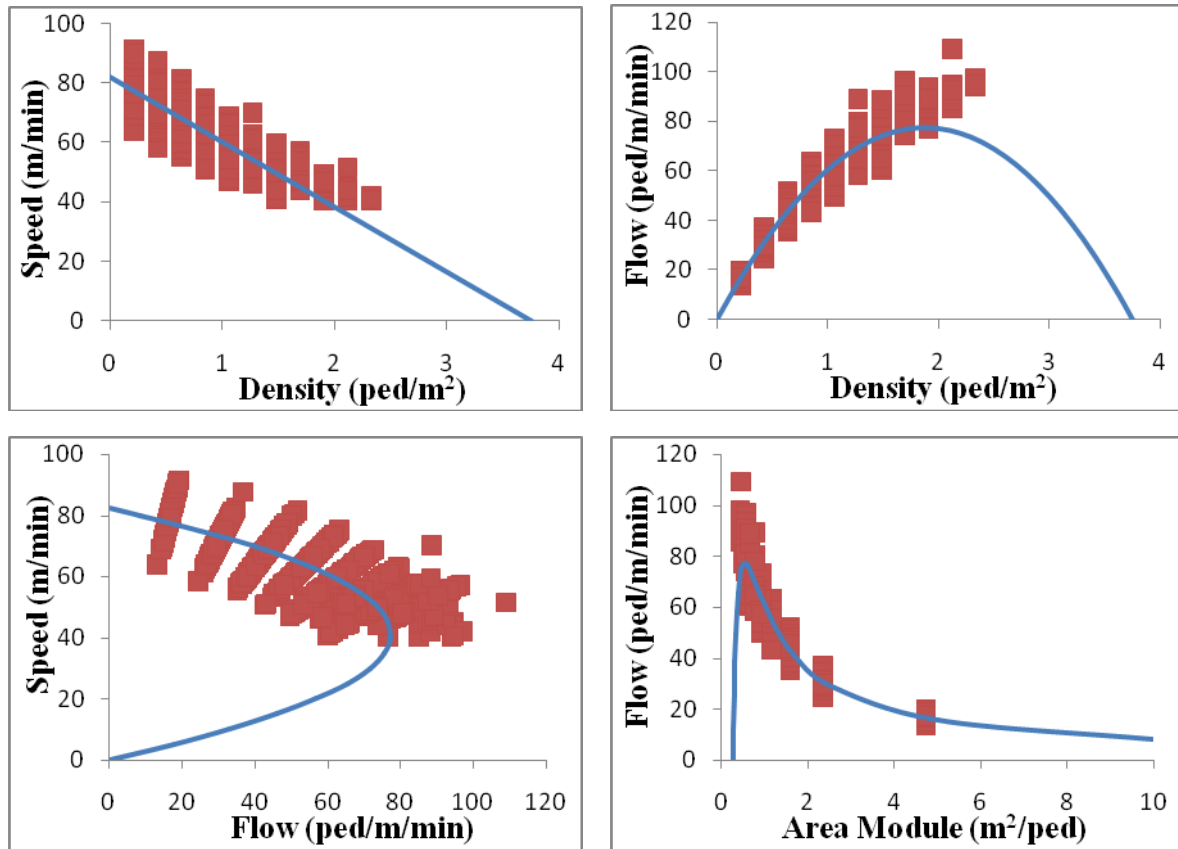 Speed (m/min)
100
80
60
40
20
0
0 1 2 3 4
Density (ped/m²)
Flow (ped/m/min)
120
100
80
60
40
20
0
0 1 2 3 4
Density (ped/m²)
Speed (m/min)
100
80
60
40
20
0
0 20 40 60 80 100 120
Flow (ped/m/min)
Flow (ped/m/min)
120
100
80
60
40
20
0
0 2 4 6 8 10
Area Module (m²/ped)